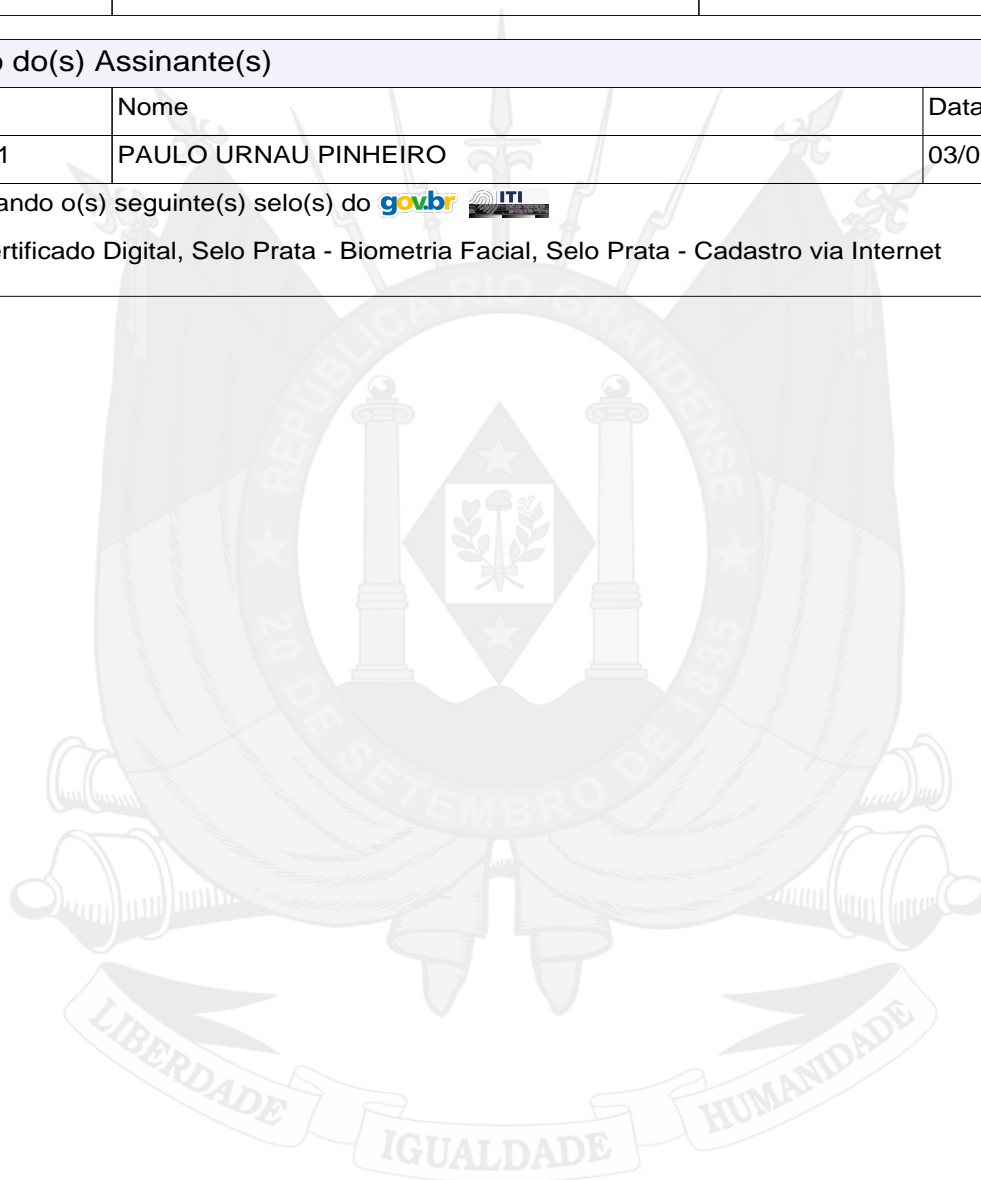 o do(s) Assinante(s)
Nome Data
1 PAULO URNAU PINHEIRO 03/0
ando o(s) seguinte(s) selo(s) do gov.br ITI
ertificado Digital, Selo Prata - Biometria Facial, Selo Prata - Cadastro via Internet
REPÚBLICA RIO GRANDENSE
★ 20 DE SETEMBRO DE 1835 ★
LIBERDADE IGUALDADE HUMANIDADE